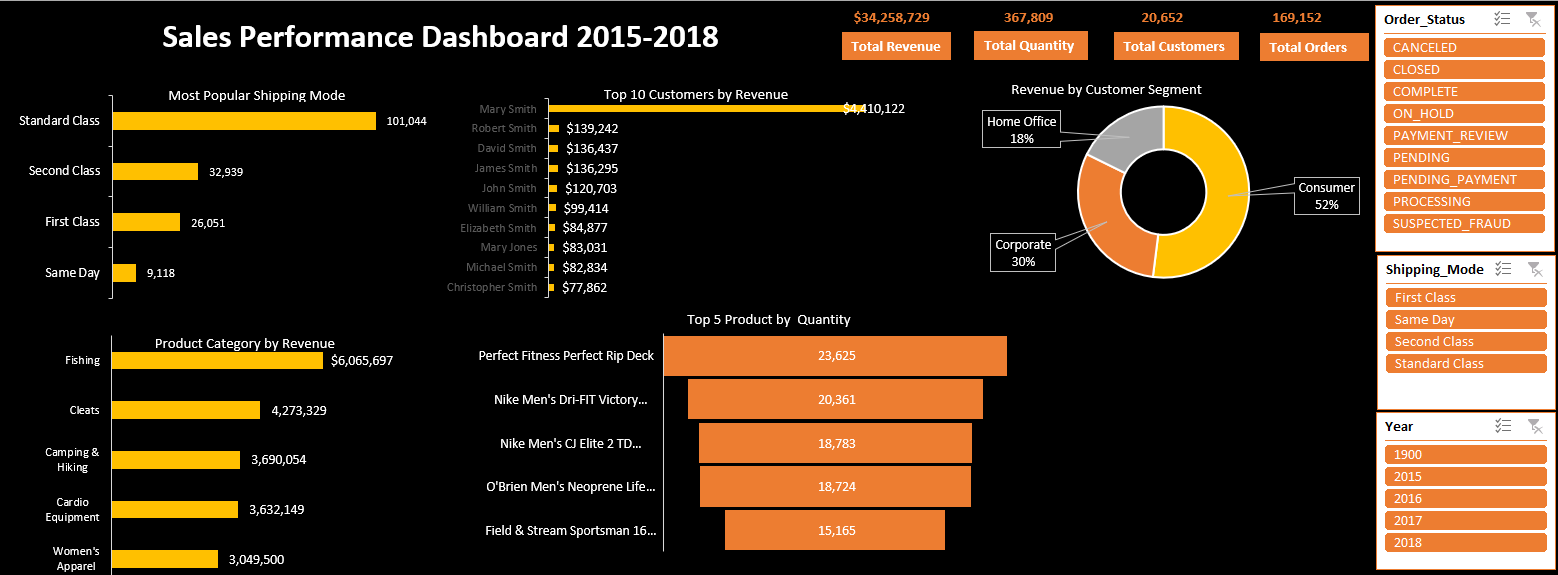 Sales Performance Dashboard 2015-2018
$34,258,729
Total Revenue
367,809
Total Quantity
20,652
Total Customers
169,152
Total Orders
Most Popular Shipping Mode
Standard Class 101,044
Second Class 32,939
First Class 26,051
Same Day 9,118
Top 10 Customers by Revenue
Mary Smith $4,410,122
Robert Smith $139,242
David Smith $136,437
James Smith $136,295
John Smith $120,703
William Smith $99,414
Elizabeth Smith $84,877
Mary Jones $83,031
Michael Smith $82,834
Christopher Smith $77,862
Revenue by Customer Segment
Home Office
18%
Consumer
52%
Corporate
30%
Product Category by Revenue
Fishing $6,065,697
Cleats 4,273,329
Camping &
Hiking 3,690,054
Cardio
Equipment 3,632,149
Women's
Apparel 3,049,500
Top 5 Product by  Quantity
Perfect Fitness Perfect Rip Deck 23,625
Nike Men's Dri-FIT Victory... 20,361
Nike Men's CJ Elite 2 TD... 18,783
O'Brien Men's Neoprene Life... 18,724
Field & Stream Sportsman 16... 15,165
Order_Status
CANCELED
CLOSED
COMPLETE
ON_HOLD
PAYMENT_REVIEW
PENDING
PENDING_PAYMENT
PROCESSING
SUSPECTED_FRAUD
Shipping_Mode
First Class
Same Day
Second Class
Standard Class
Year
1900
2015
2016
2017
2018